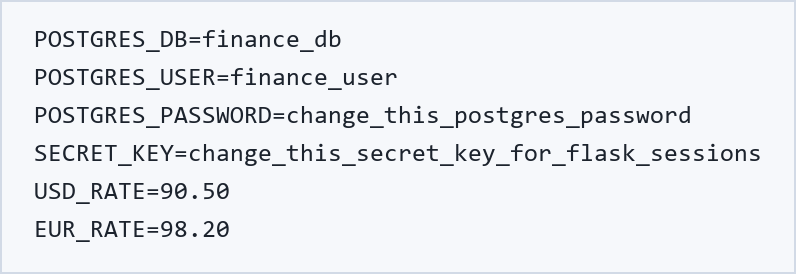 POSTGRES_DB=finance_db
POSTGRES_USER=finance_user
POSTGRES_PASSWORD=change_this_postgres_password
SECRET_KEY=change_this_secret_key_for_flask_sessions
USD_RATE=90.50
EUR_RATE=98.20